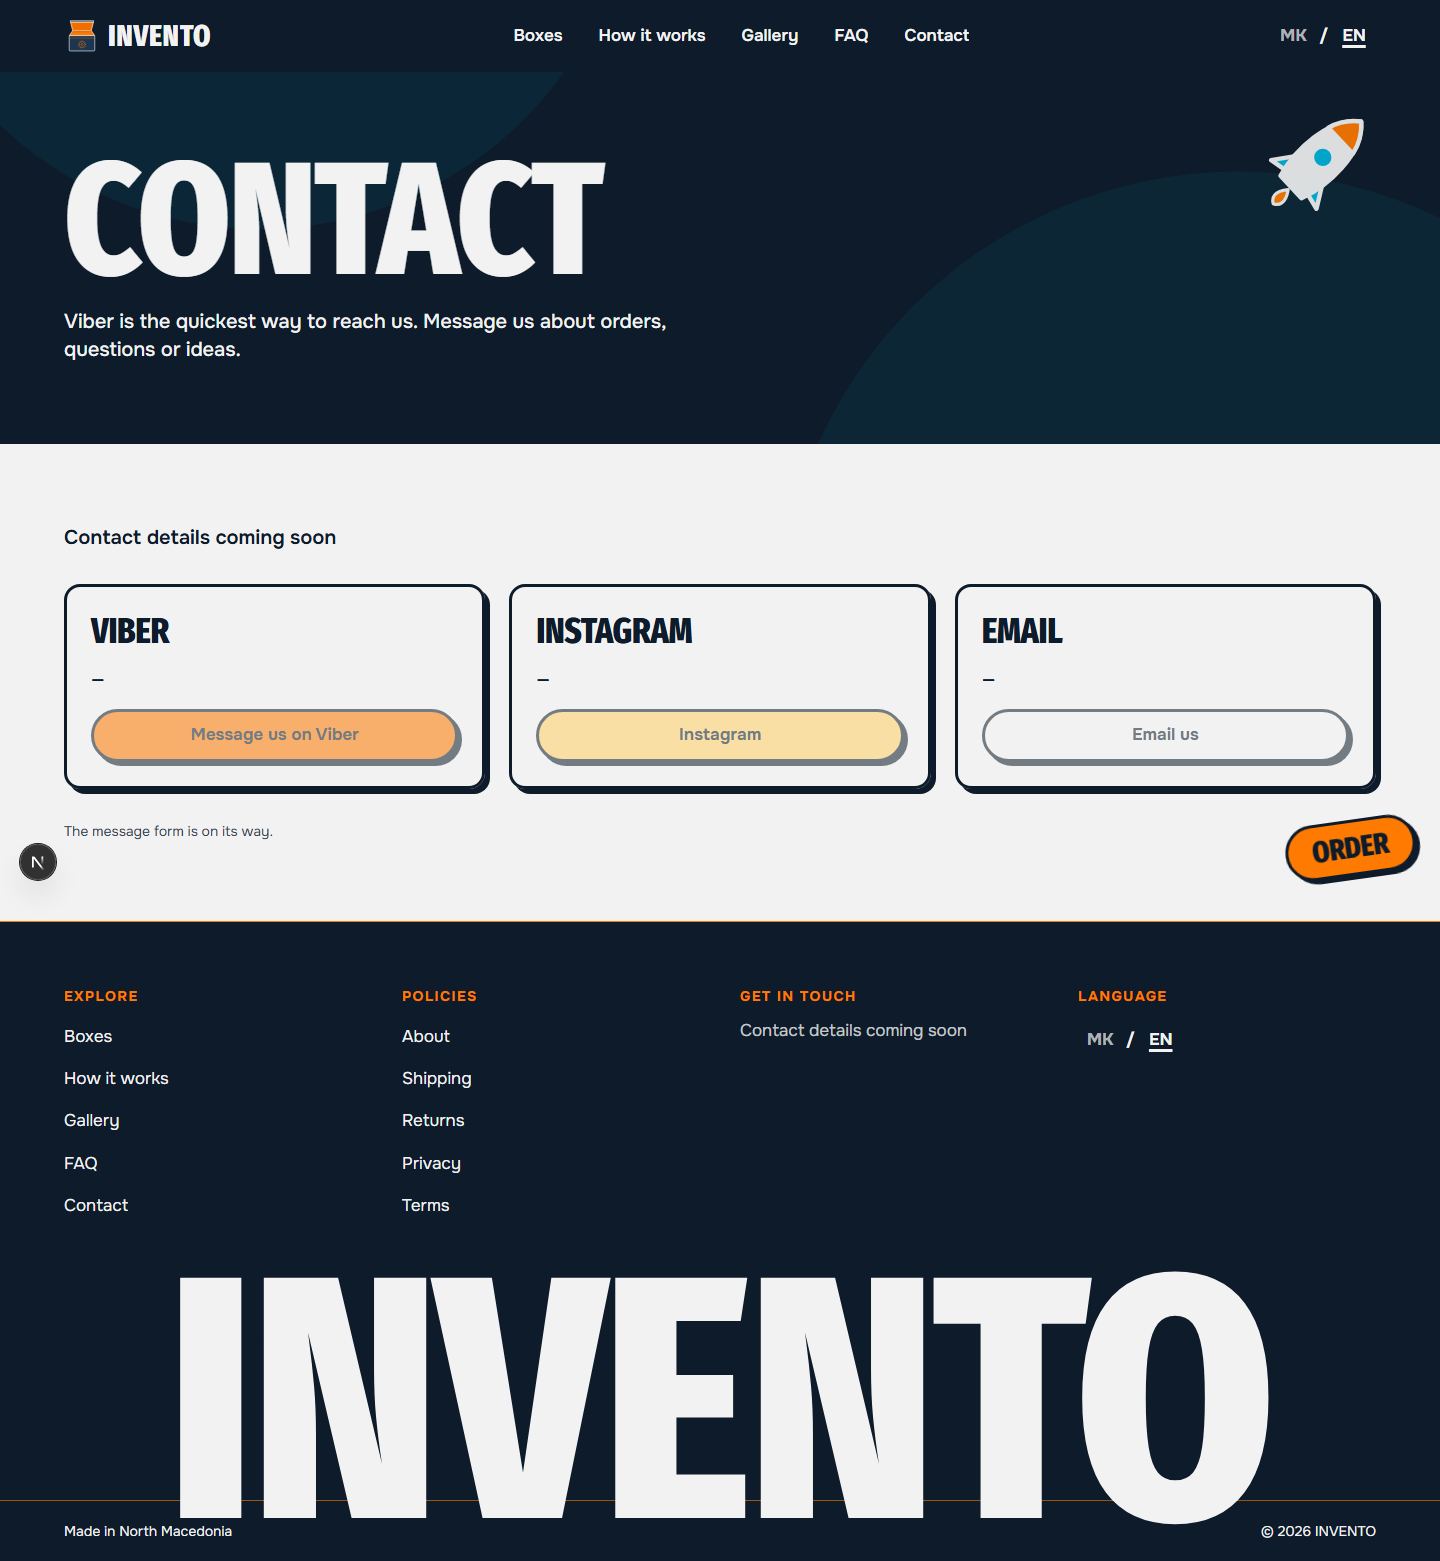 INVENTO
Boxes
How it works
Gallery
FAQ
Contact
MK / EN
CONTACT
Viber is the quickest way to reach us. Message us about orders,
questions or ideas.
Contact details coming soon
VIBER
–
Message us on Viber
INSTAGRAM
–
Instagram
EMAIL
–
Email us
The message form is on its way.
N
ORDER
EXPLORE
Boxes
How it works
Gallery
FAQ
Contact
POLICIES
About
Shipping
Returns
Privacy
Terms
GET IN TOUCH
Contact details coming soon
LANGUAGE
MK / EN
INVENTO
Made in North Macedonia
© 2026 INVENTO